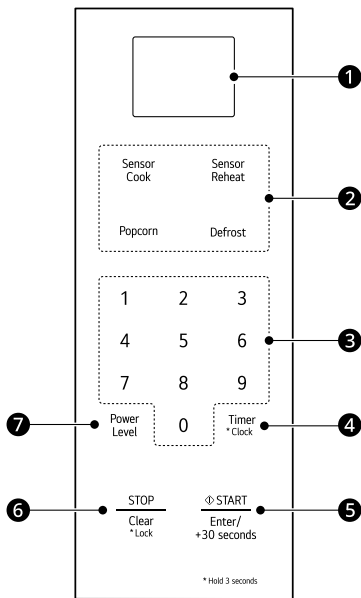 1
Sensor Cook
Sensor Reheat
2
Popcorn
Defrost
1 2 3
4 5 6
3
7 8 9
7
Power Level
0
Timer
* Clock
4
6
STOP
Clear
* Lock
START
Enter/
+30 seconds
5
* Hold 3 seconds